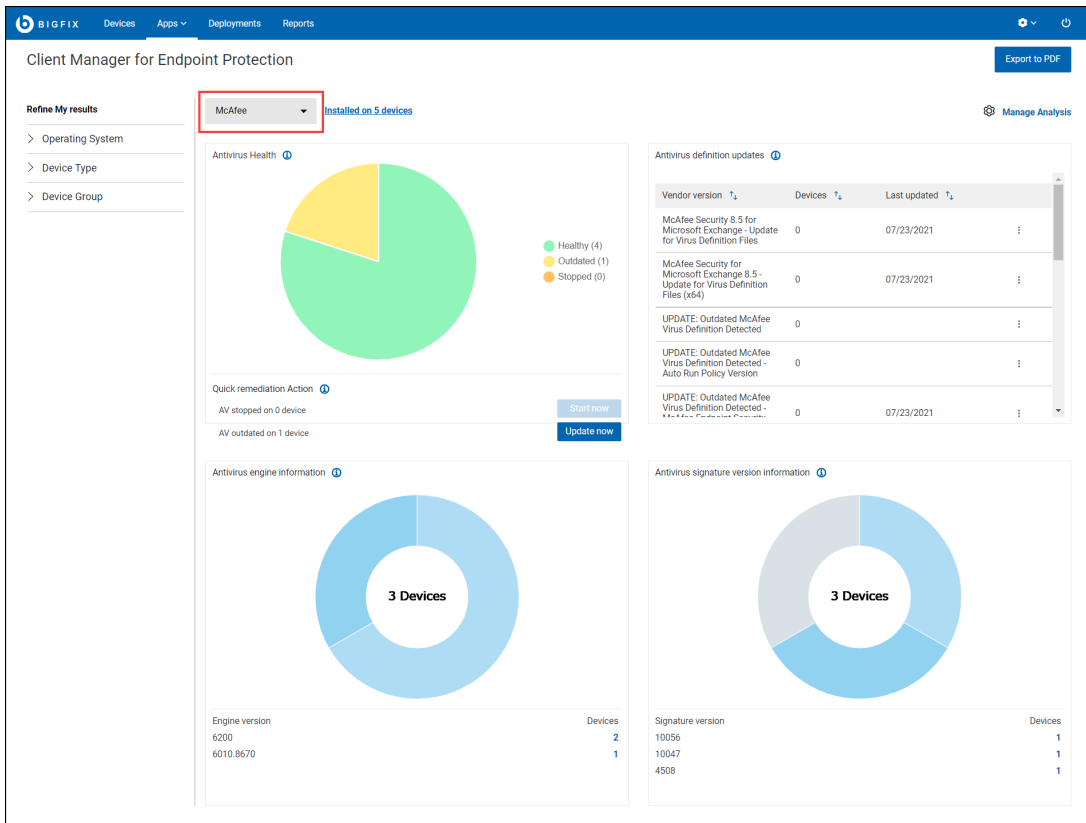 BIGFIX Devices Apps Deployments Reports
Client Manager for Endpoint Protection
Export to PDF
Refine My results
Operating System
Device Type
Device Group
McAfee
Installed on 5 devices
Manage Analysis
Antivirus Health
Healthy (4)
Outdated (1)
Stopped (0)
Quick remediation Action
AV stopped on 0 device
Start now
AV outdated on 1 device
Update now
Antivirus definition updates
Vendor version Devices Last updated
McAfee Security 8.5 for
Microsoft Exchange - Update 0 07/23/2021
for Virus Definition Files
McAfee Security for
Microsoft Exchange 8.5 -
Update for Virus Definition 0 07/23/2021
Files (x64)
UPDATE: Outdated McAfee
Virus Definition Detected 0
UPDATE: Outdated McAfee
Virus Definition Detected - 0
Auto Run Policy Version
UPDATE: Outdated McAfee
Virus Definition Detected - 0 07/23/2021
McAfee Endpoint Security
Antivirus engine information
3 Devices
Engine version Devices
6200 2
6010.8670 1
Antivirus signature version information
3 Devices
Signature version Devices
10056 1
10047 1
4508 1